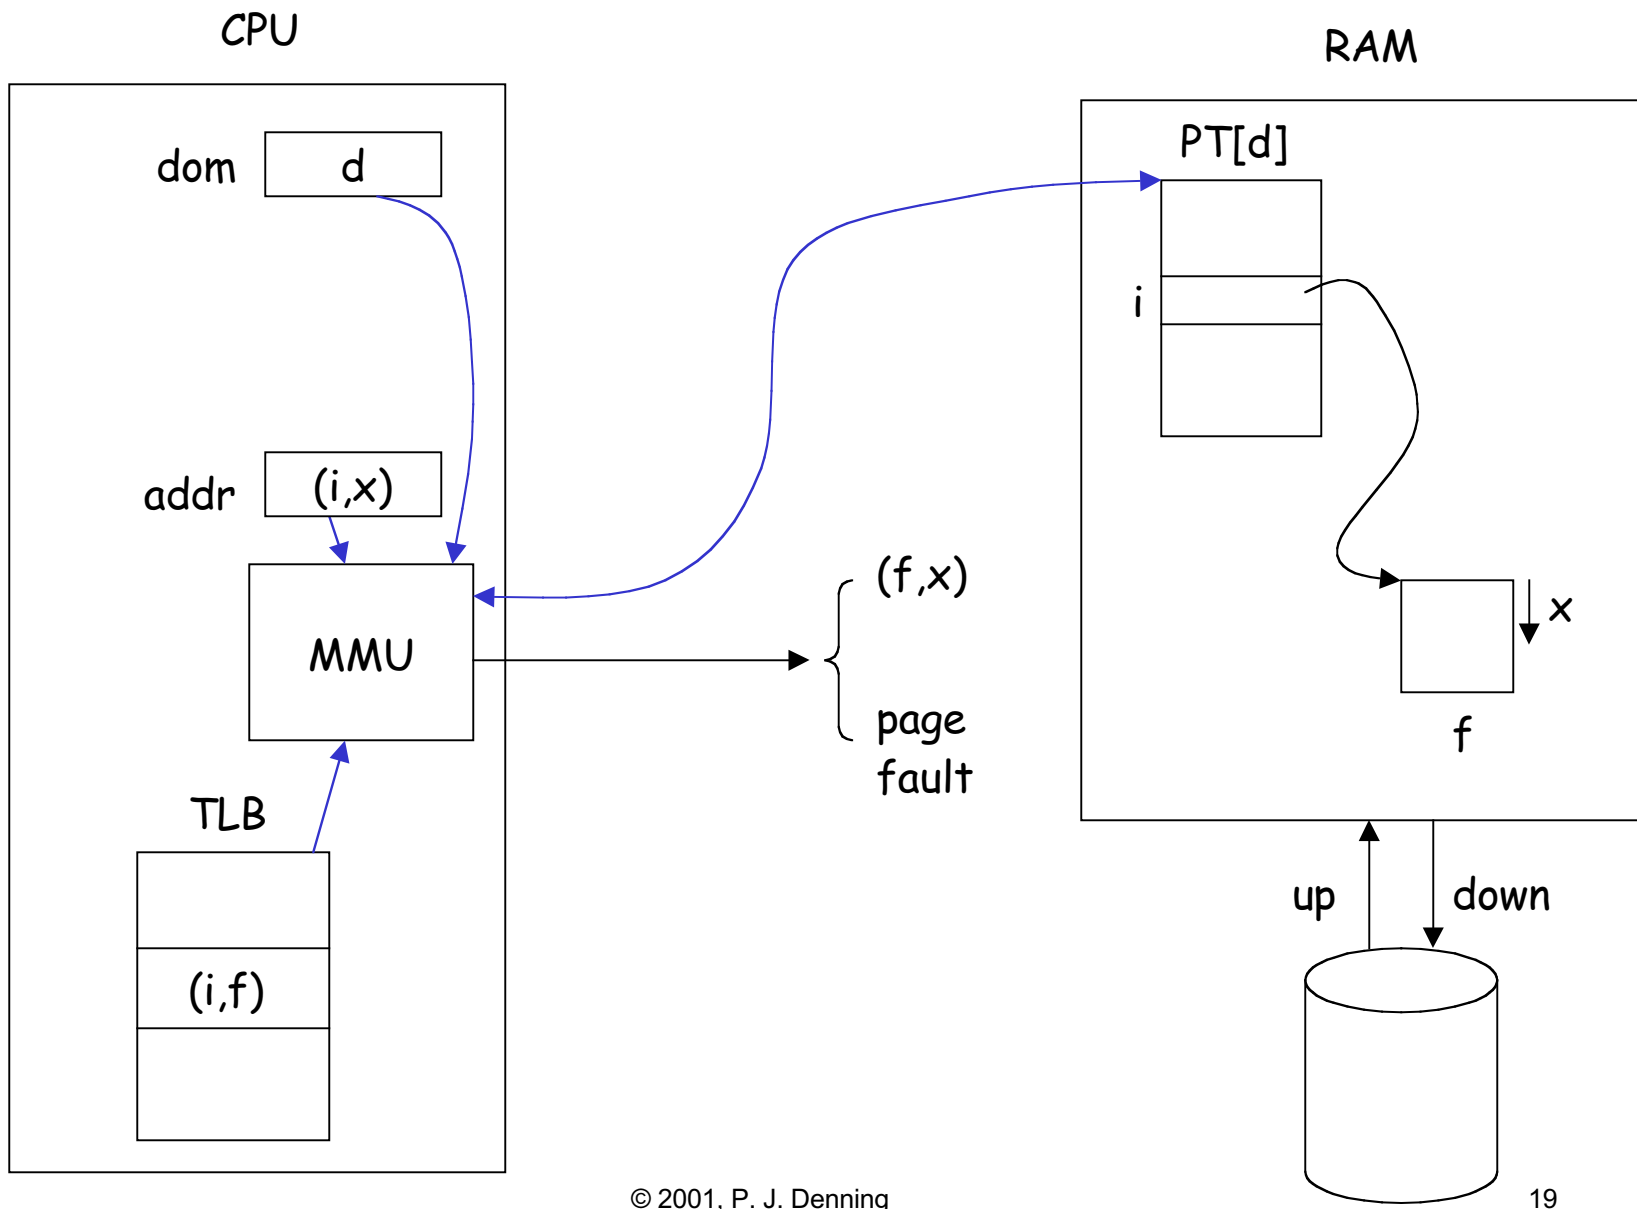 CPU
RAM
dom
d
PT[d]
i
addr
(i,x)
MMU
(f,x)
page
fault
x
f
TLB
(i,f)
up
down
© 2001, P. J. Denning
19